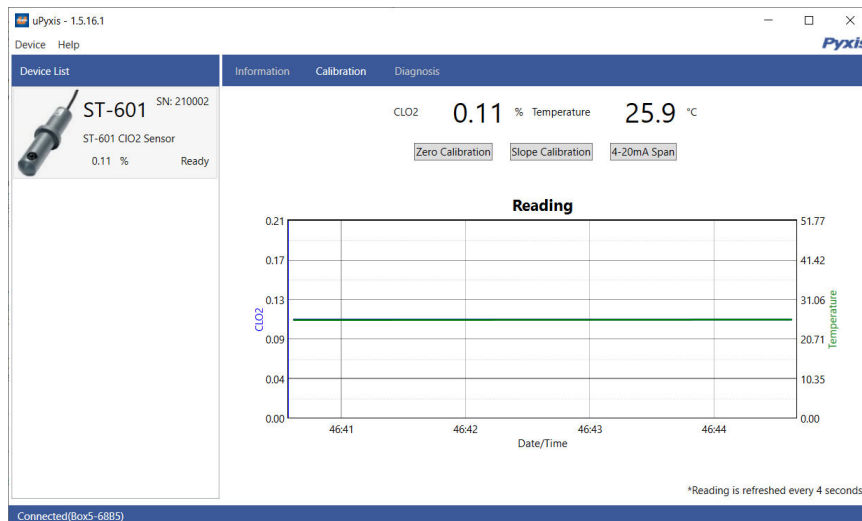 uPyxis - 1.5.16.1
Device Help
Pyxis
Device List
Information Calibration Diagnosis
ST-601 SN: 210002
ST-601 ClO2 Sensor
0.11 % Ready
CLO2 0.11 % Temperature 25.9 °C
Zero Calibration Slope Calibration 4-20mA Span
Reading
0.21 51.77
0.17 41.42
0.13 31.06
0.09 20.71
0.04 10.35
0.00 0.00
CLO2
Temperature
46:41 46:42 46:43 46:44
Date/Time
*Reading is refreshed every 4 seconds
Connected(Box5-68B5)